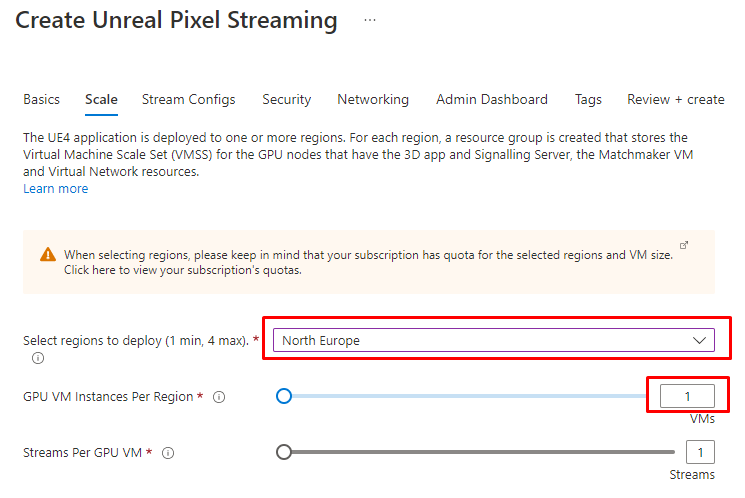 Create Unreal Pixel Streaming ...
Basics Scale Stream Configs Security Networking Admin Dashboard Tags Review + create
The UE4 application is deployed to one or more regions. For each region, a resource group is created that stores the
Virtual Machine Scale Set (VMSS) for the GPU nodes that have the 3D app and Signalling Server, the Matchmaker VM
and Virtual Network resources.
Learn more
When selecting regions, please keep in mind that your subscription has quota for the selected regions and VM size.
Click here to view your subscription's quotas.
Select regions to deploy (1 min, 4 max). * North Europe
GPU VM Instances Per Region * 1
VMs
Streams Per GPU VM * 1
Streams